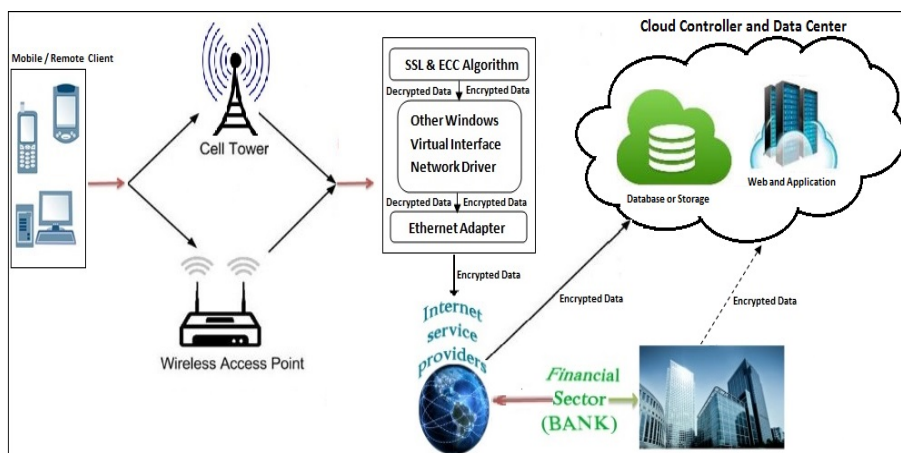 Cloud Controller and Data Center
Mobile / Remote Client
Cell Tower
Wireless Access Point
SSL & ECC Algorithm
Decrypted Data
Encrypted Data
Other Windows
Virtual Interface
Network Driver
Decrypted Data
Encrypted Data
Ethernet Adapter
Encrypted Data
Internet
service
providers
Encrypted Data
Financial
Sector
(BANK)
Encrypted Data
Database or Storage
Web and Application